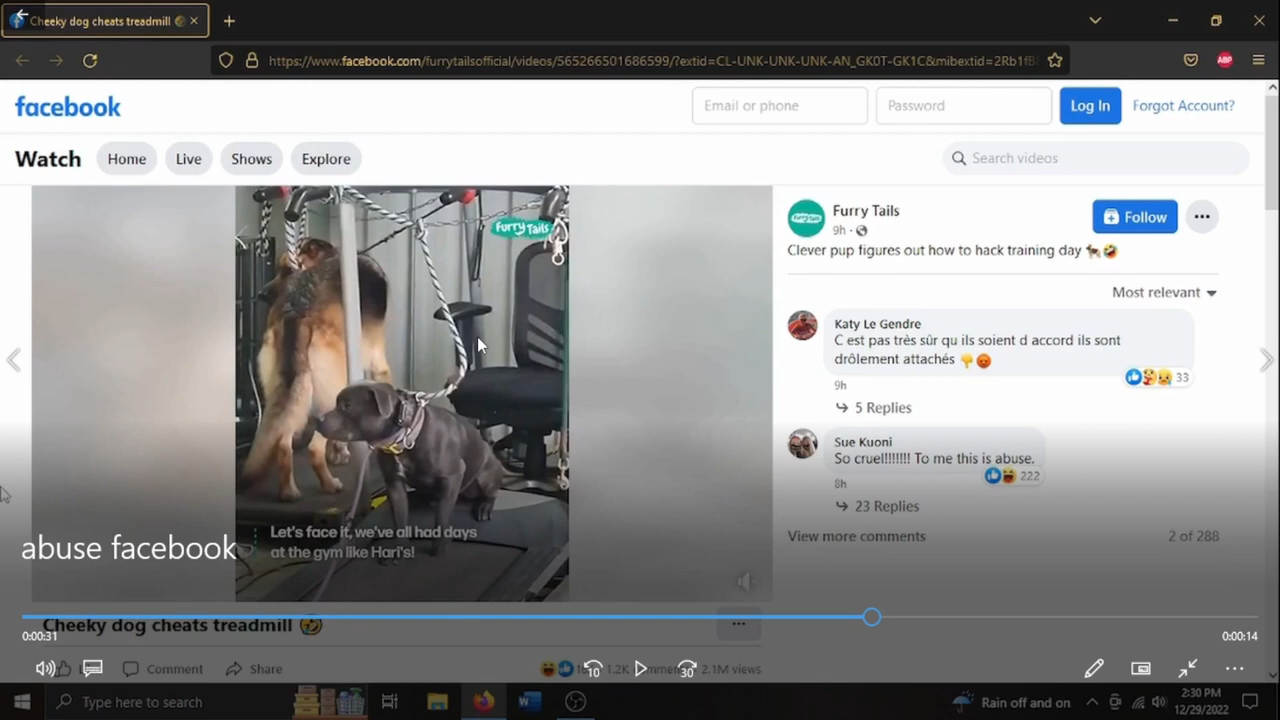 Cheeky dog cheats treadmill
https://www.facebook.com/furrytailsofficial/videos/565266501686599/?extid=CL-UNK-UNK-UNK-AN_GK0T-GK1C&mibextid=2Rb1fB
ABP
facebook
Email or phone
Password
Log In
Forgot Account?
Watch
Home
Live
Shows
Explore
Search videos
Furry Tails
Furry Tails
9h
Follow
Clever pup figures out how to hack training day
Most relevant
Katy Le Gendre
C est pas très sûr qu ils soient d accord ils sont
drôlement attachés
33
9h
5 Replies
Sue Kuoni
So cruel!!!!!!! To me this is abuse.
222
8h
23 Replies
View more comments
2 of 288
Let's face it, we've all had days
at the gym like Hari's!
abuse facebook
Cheeky dog cheats treadmill
0:00:31
0:00:14
Comment
Share
10
30
1.2K
2.1M views
Type here to search
Rain off and on
2:30 PM
12/29/2022